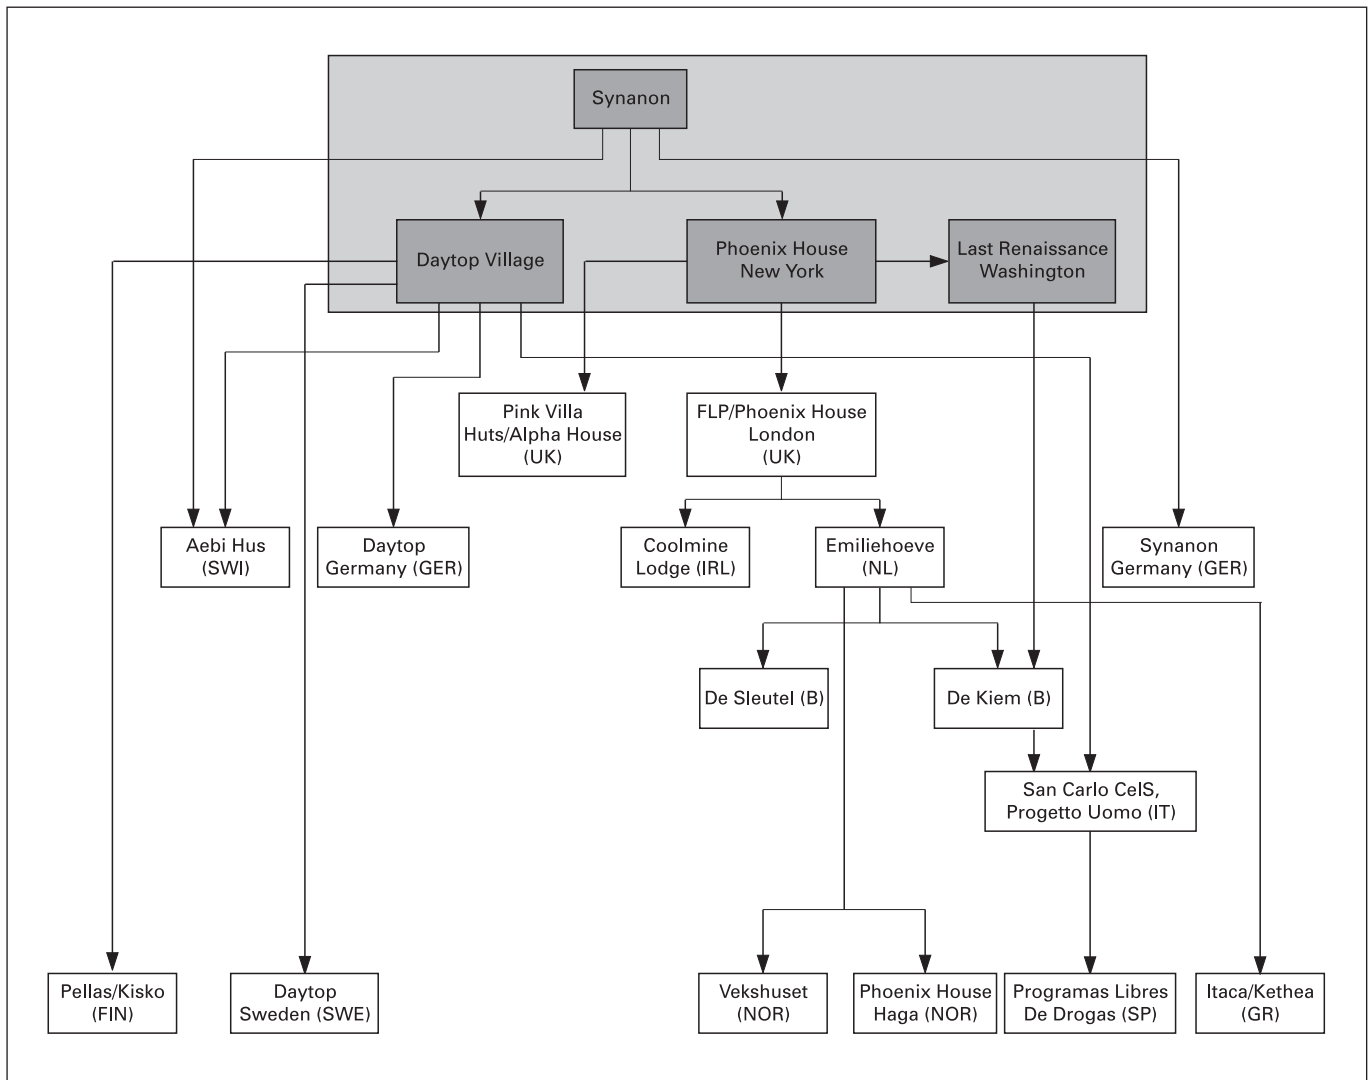 Synanon
Daytop Village
Phoenix House
New York
Last Renaissance
Washington
Pink Villa
Huts/Alpha House
(UK)
FLP/Phoenix House
London
(UK)
Aebi Hus
(SWI)
Daytop
Germany (GER)
Coolmine
Lodge (IRL)
Emiliehoeve
(NL)
Synanon
Germany (GER)
De Sleutel (B)
De Kiem (B)
San Carlo CeIS,
Progetto Uomo (IT)
Pellas/Kisko
(FIN)
Daytop
Sweden (SWE)
Vekshuset
(NOR)
Phoenix House
Haga (NOR)
Programas Libres
De Drogas (SP)
Itaca/Kethea
(GR)